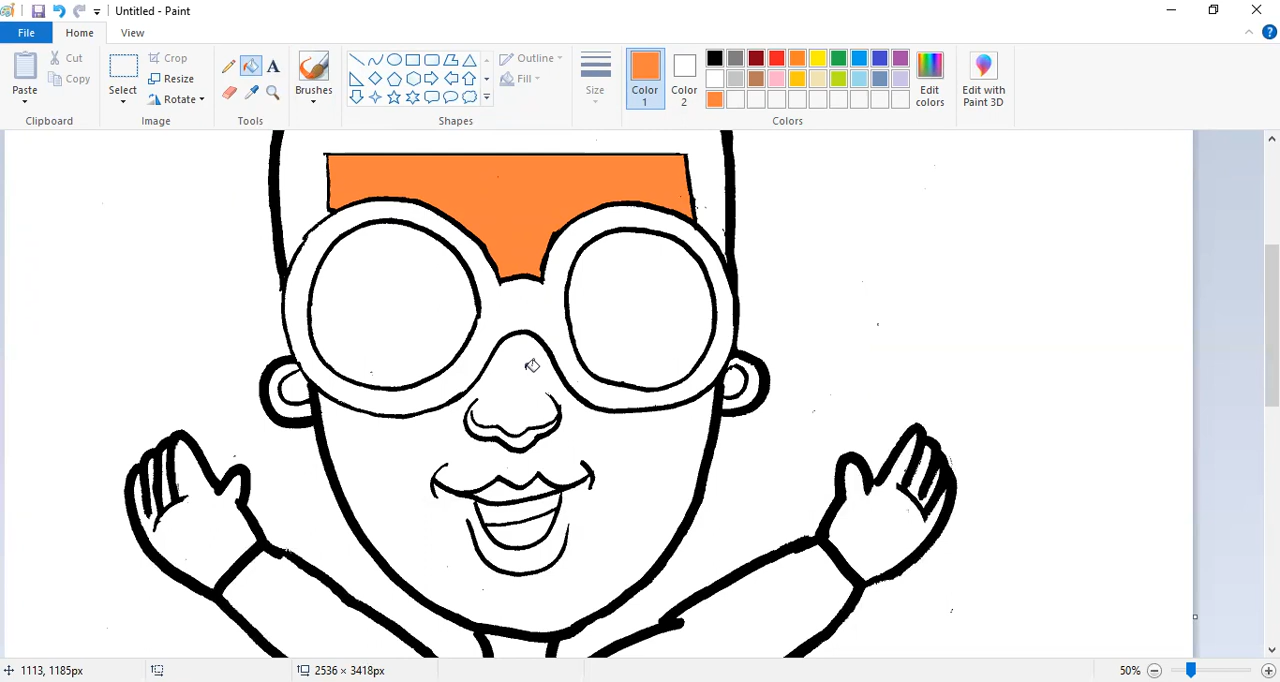 Untitled - Paint
File Home View
Paste
Cut
Copy
Clipboard
Select
Crop
Resize
Rotate
Image
A
Tools
Brushes
Outline
Fill
Shapes
Size
Color 1
Color 2
Edit colors
Colors
Edit with Paint 3D
1113, 1185px
2536 × 3418px
50%